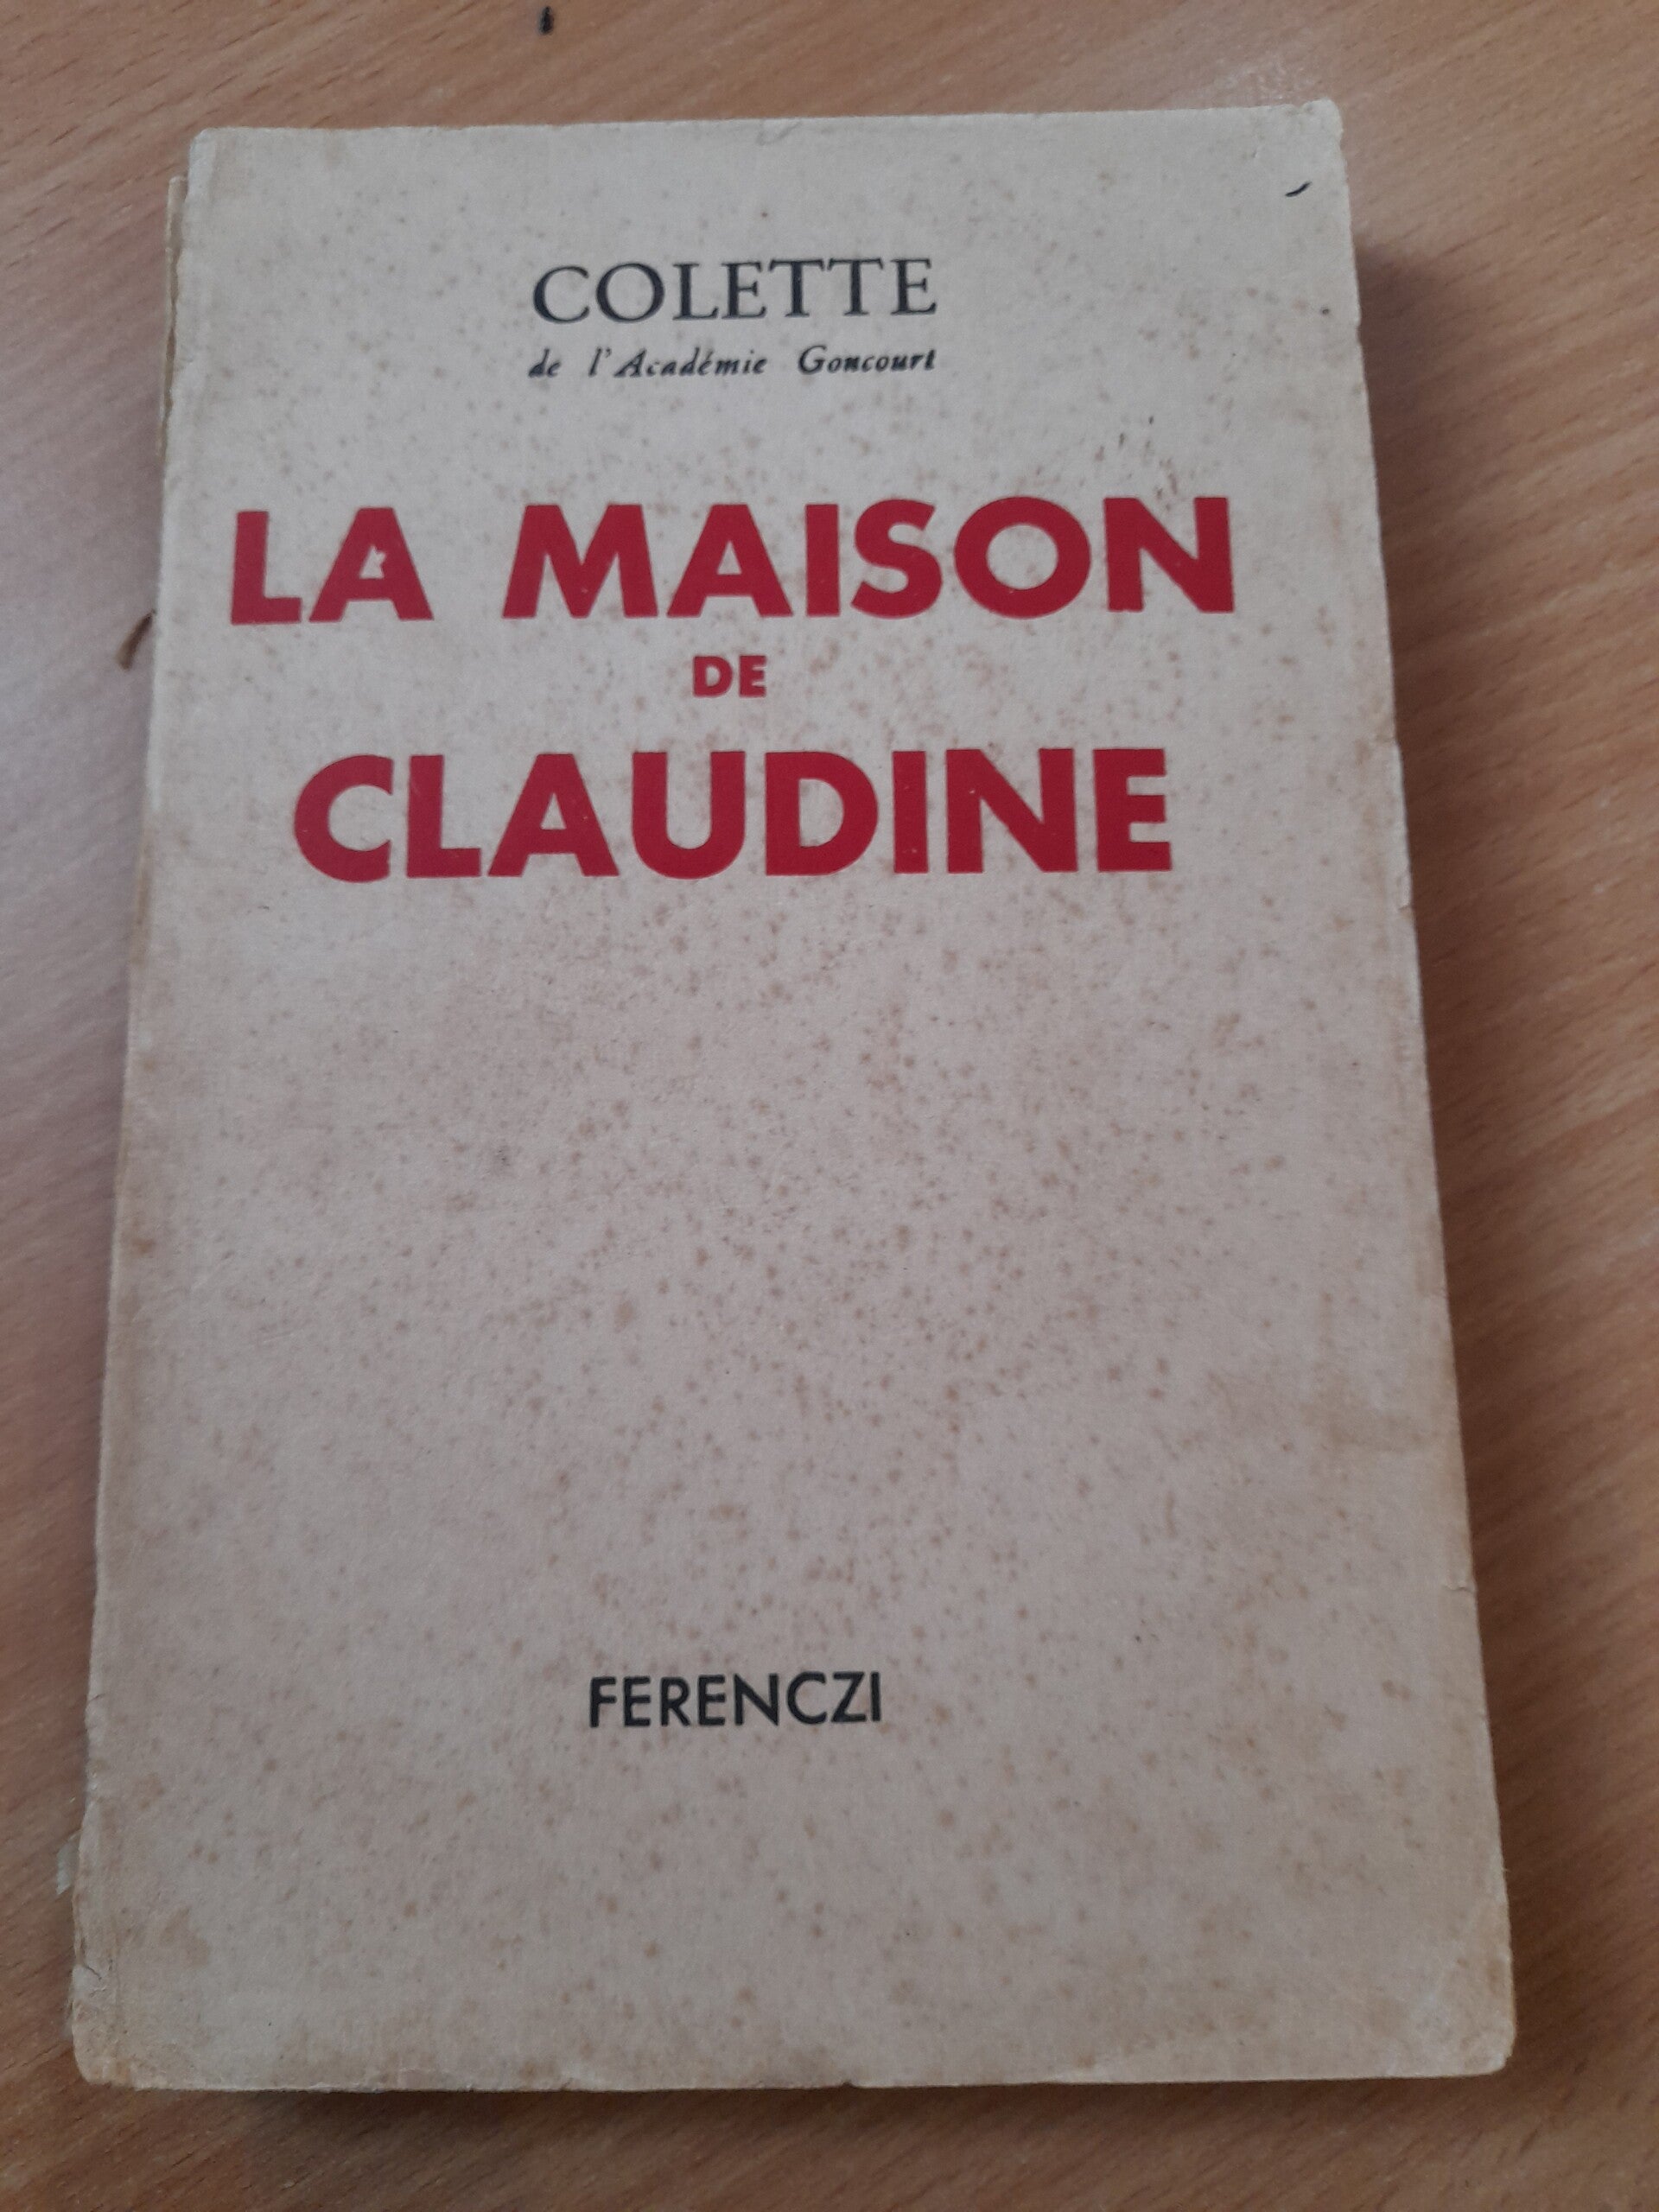 COLETTE
de l'Académie Goncourt
LA MAISON
DE
CLAUDINE
FERENCZI